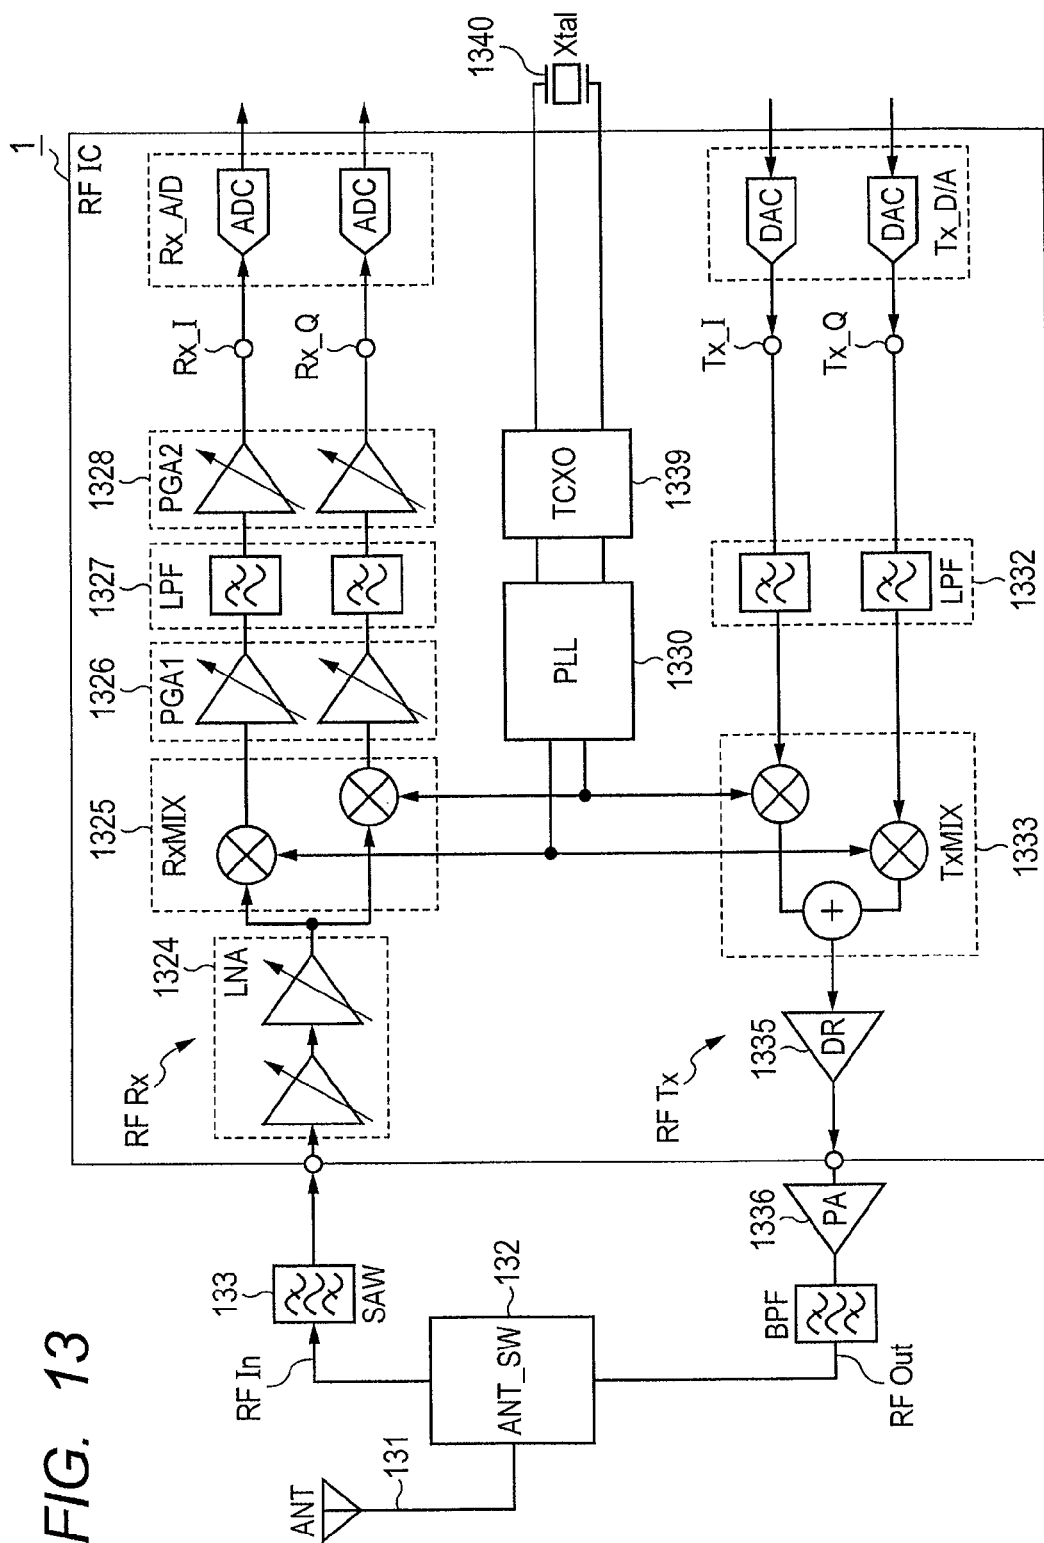 FIG. 13
1
RF IC
ANT
131
ANT_SW
132
RF In
133
SAW
RF Rx
1324
LNA
1325
RxMIX
1326
PGA1
1327
LPF
1328
PGA2
Rx_I
Rx_Q
Rx_A/D
ADC
ADC
PLL
1330
TCXO
1339
1340
Xtal
RF Out
BPF
1336
PA
RF Tx
1335
DR
TxMIX
1333
LPF
1332
Tx_I
Tx_Q
DAC
DAC
Tx_D/A